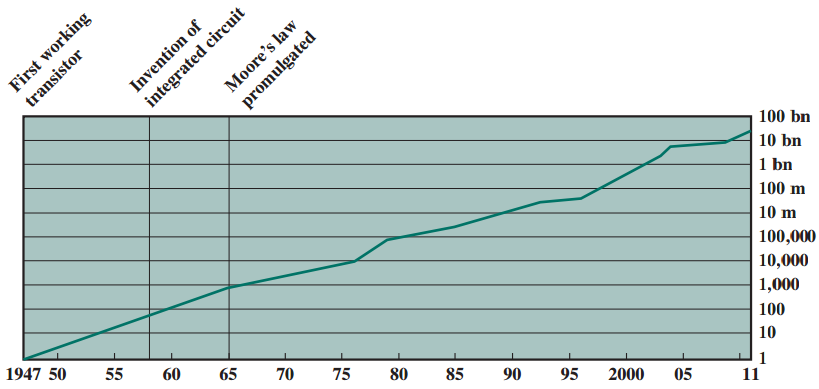 First working
transistor
Invention of
integrated circuit
Moore's law
promulgated
100 bn
10 bn
1 bn
100 m
10 m
100,000
10,000
1,000
100
10
1
1947 50 55 60 65 70 75 80 85 90 95 2000 05 11